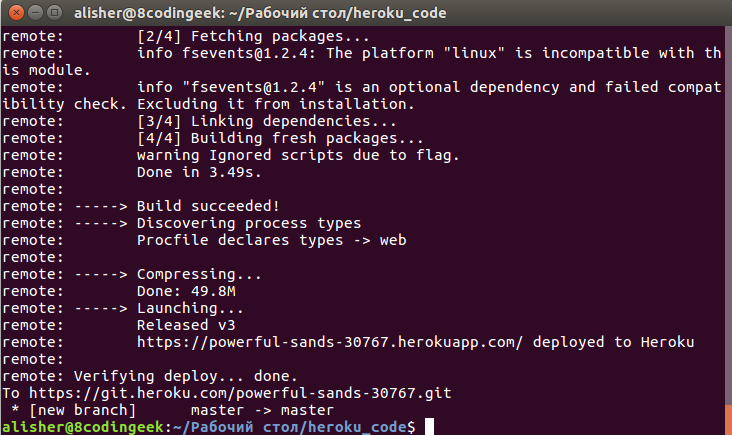 alisher@8codingeek: ~/Рабочий стол/heroku_code
remote:        [2/4] Fetching packages...
remote:        info fsevents@1.2.4: The platform "linux" is incompatible with th
is module.
remote:        info "fsevents@1.2.4" is an optional dependency and failed compat
ibility check. Excluding it from installation.
remote:        [3/4] Linking dependencies...
remote:        [4/4] Building fresh packages...
remote:        warning Ignored scripts due to flag.
remote:        Done in 3.49s.
remote:
remote: -----> Build succeeded!
remote: -----> Discovering process types
remote:        Procfile declares types -> web
remote:
remote: -----> Compressing...
remote:        Done: 49.8M
remote: -----> Launching...
remote:        Released v3
remote:        https://powerful-sands-30767.herokuapp.com/ deployed to Heroku
remote:
remote: Verifying deploy... done.
To https://git.heroku.com/powerful-sands-30767.git
 * [new branch]      master -> master
alisher@8codingeek:~/Рабочий стол/heroku_code$